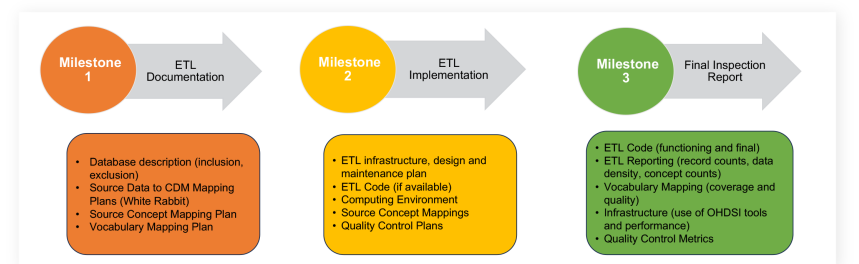 Milestone
1
ETL
Documentation
Milestone
2
ETL
Implementation
Milestone
3
Final Inspection
Report
• Database description (inclusion,
exclusion)
• Source Data to CDM Mapping
Plans (White Rabbit)
• Source Concept Mapping Plan
• Vocabulary Mapping Plan
• ETL infrastructure, design and
maintenance plan
• ETL Code (if available)
• Computing Environment
• Source Concept Mappings
• Quality Control Plans
• ETL Code (functioning and final)
• ETL Reporting (record counts, data
density, concept counts)
• Vocabulary Mapping (coverage and
quality)
• Infrastructure (use of OHDSI tools
and performance)
• Quality Control Metrics